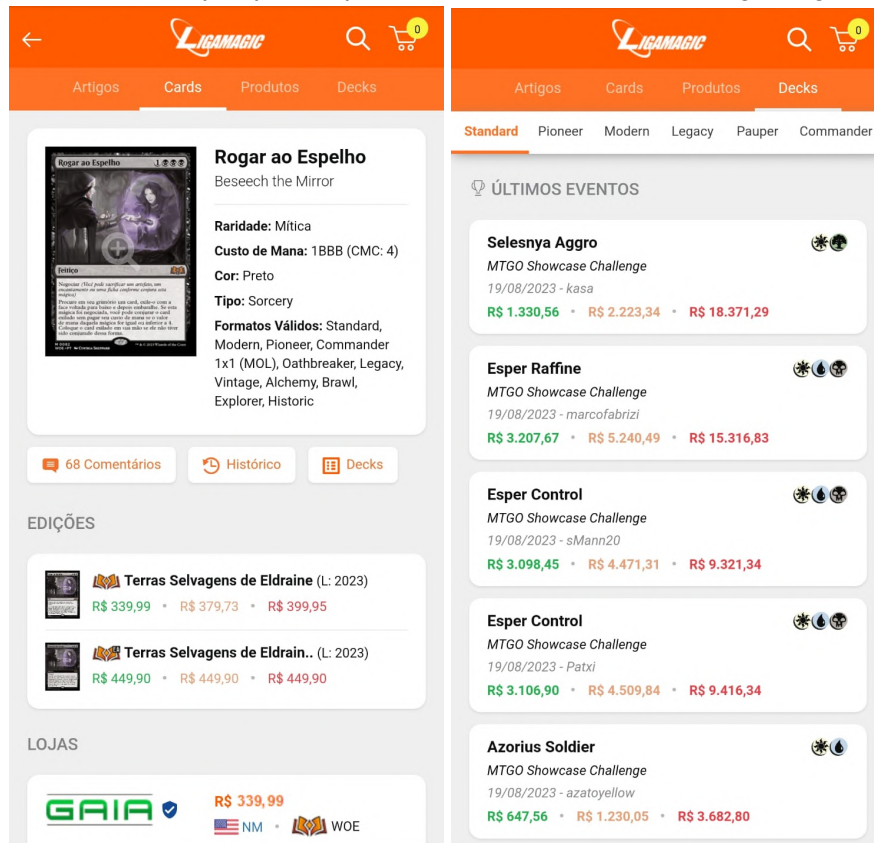 LIGAMAGIC
0
Artigos Cards Produtos Decks
Rogar ao Espelho
Beseech the Mirror
Raridade: Mítica
Custo de Mana: 1BBB (CMC: 4)
Cor: Preto
Tipo: Sorcery
Formatos Válidos: Standard,
Modern, Pioneer, Commander
1x1 (MOL), Oathbreaker, Legacy,
Vintage, Alchemy, Brawl,
Explorer, Historic
Rogar ao Espelho
Feitiço
68 Comentários
Histórico
Decks
EDIÇÕES
Terras Selvagens de Eldraine (L: 2023)
R$ 339,99 • R$ 379,73 • R$ 399,95
Terras Selvagens de Eldrain.. (L: 2023)
R$ 449,90 • R$ 449,90 • R$ 449,90
LOJAS
GAIA
R$ 339,99
NM • WOE
LIGAMAGIC
0
Artigos Cards Produtos Decks
Standard Pioneer Modern Legacy Pauper Commander
ÚLTIMOS EVENTOS
Selesnya Aggro
MTGO Showcase Challenge
19/08/2023 - kasa
R$ 1.330,56 • R$ 2.223,34 • R$ 18.371,29
Esper Raffine
MTGO Showcase Challenge
19/08/2023 - marcofabrizi
R$ 3.207,67 • R$ 5.240,49 • R$ 15.316,83
Esper Control
MTGO Showcase Challenge
19/08/2023 - sMann20
R$ 3.098,45 • R$ 4.471,31 • R$ 9.321,34
Esper Control
MTGO Showcase Challenge
19/08/2023 - Patxi
R$ 3.106,90 • R$ 4.509,84 • R$ 9.416,34
Azorius Soldier
MTGO Showcase Challenge
19/08/2023 - azatoyellow
R$ 647,56 • R$ 1.230,05 • R$ 3.682,80